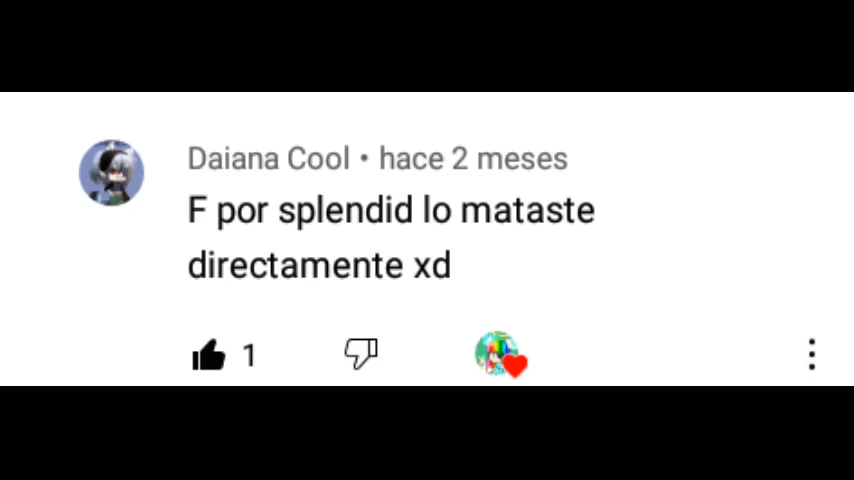 Daiana Cool • hace 2 meses
F por splendid lo mataste
directamente xd
1